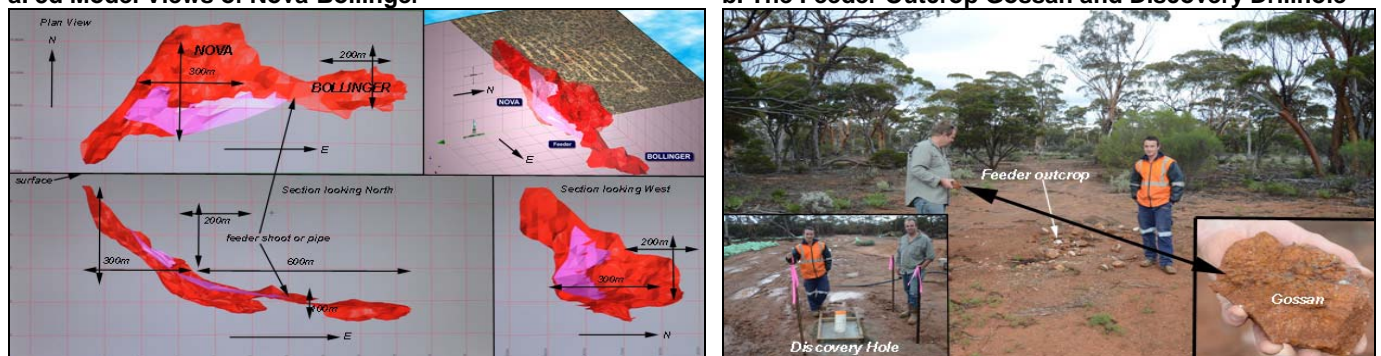 a. 3d Model Views of Nova-Bollinger
b. The Feeder Outcrop Gossan and Discovery Drillhole
Plan View
N
NOVA
300m
200m
BOLLINGER
E
NOVA
N
Feeder
E
BOLLINGER
surface
Section looking North
200m
feeder shoot or pipe
300m
600m
100m
E
Section looking West
200m
300m
N
Feeder outcrop
Gossan
Discovery Hole